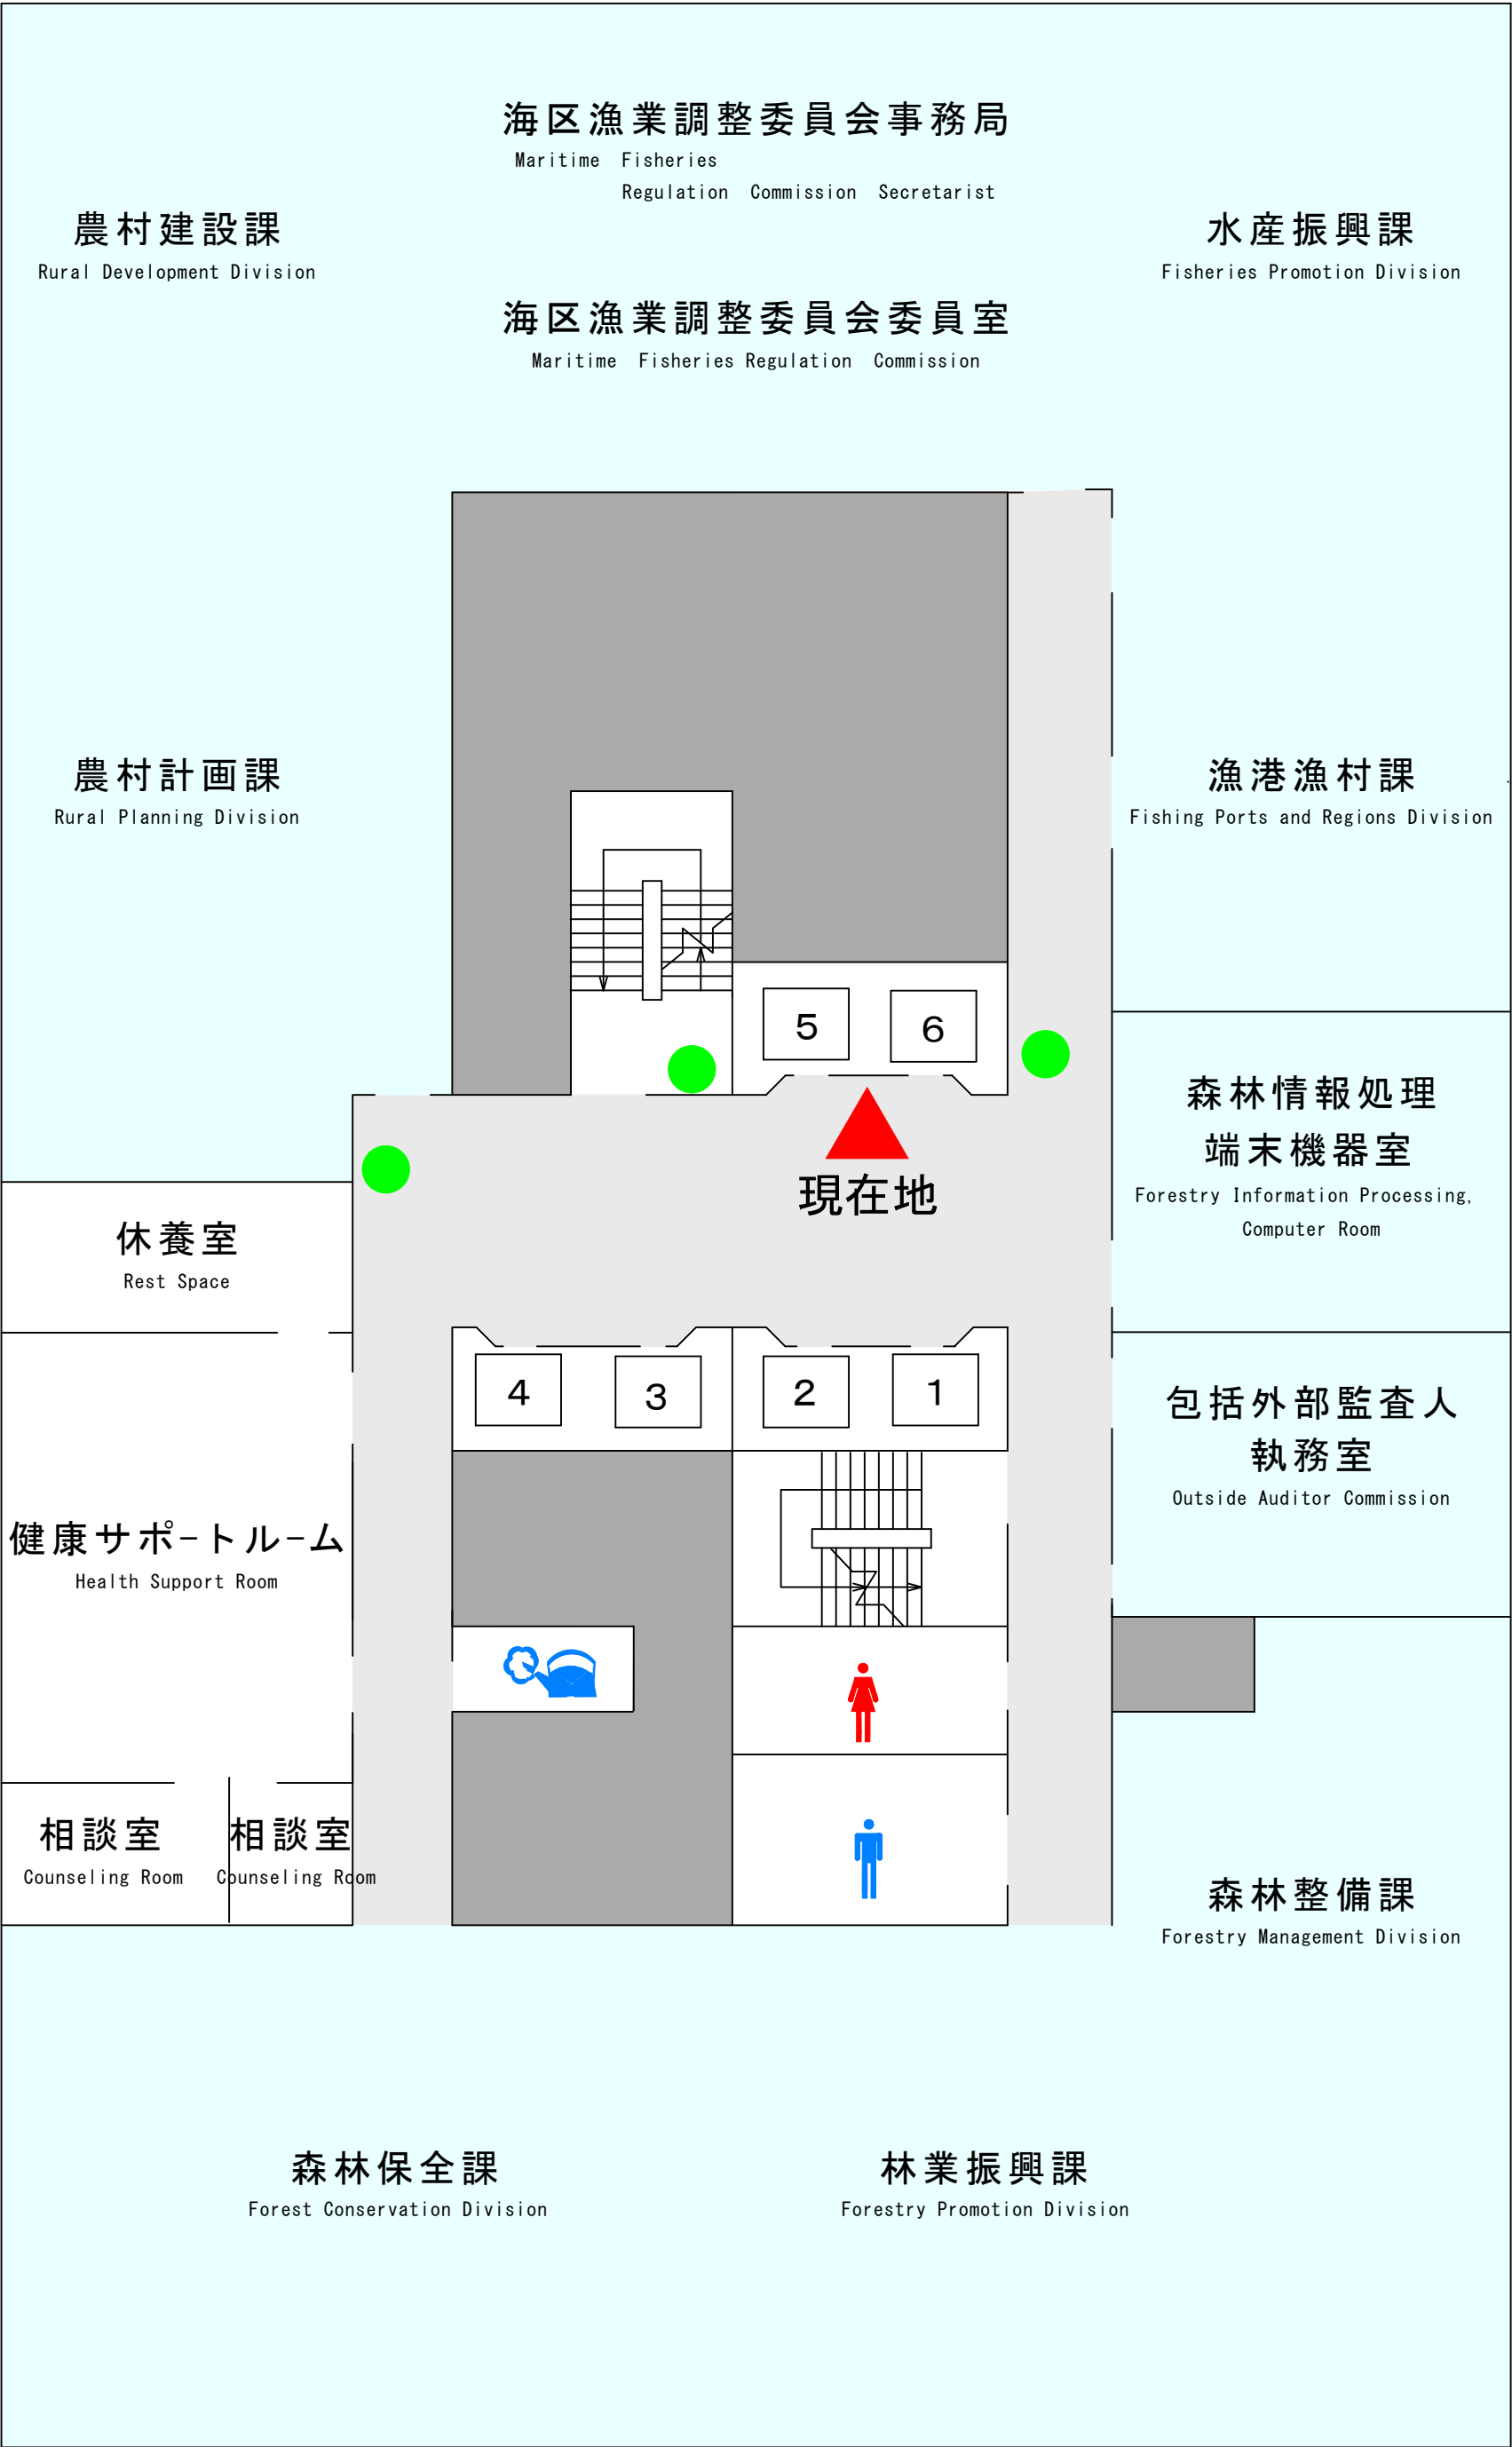 海区漁業調整委員会事務局
Maritime Fisheries
Regulation Commission Secretarist
農村建設課
Rural Development Division
水産振興課
Fisheries Promotion Division
海区漁業調整委員会委員室
Maritime Fisheries Regulation Commission
農村計画課
Rural Planning Division
漁港漁村課
Fishing Ports and Regions Division
5
6
森林情報処理
端末機器室
Forestry Information Processing,
Computer Room
現在地
休養室
Rest Space
4
3
2
1
包括外部監査人
執務室
Outside Auditor Commission
健康サポートルーム
Health Support Room
相談室
Counseling Room
相談室
Counseling Room
森林整備課
Forestry Management Division
森林保全課
Forest Conservation Division
林業振興課
Forestry Promotion Division